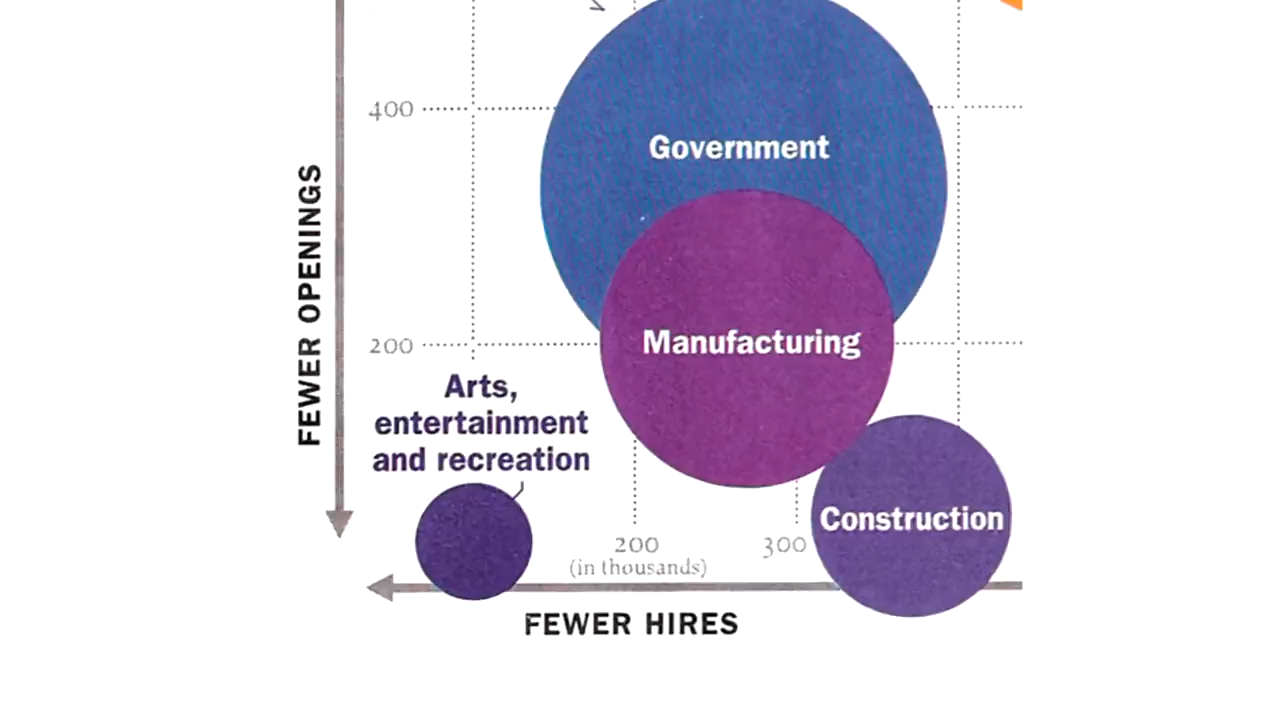 400
Government
FEWER OPENINGS
Manufacturing
200
Arts,
entertainment
and recreation
Construction
200
300
(in thousands)
FEWER HIRES